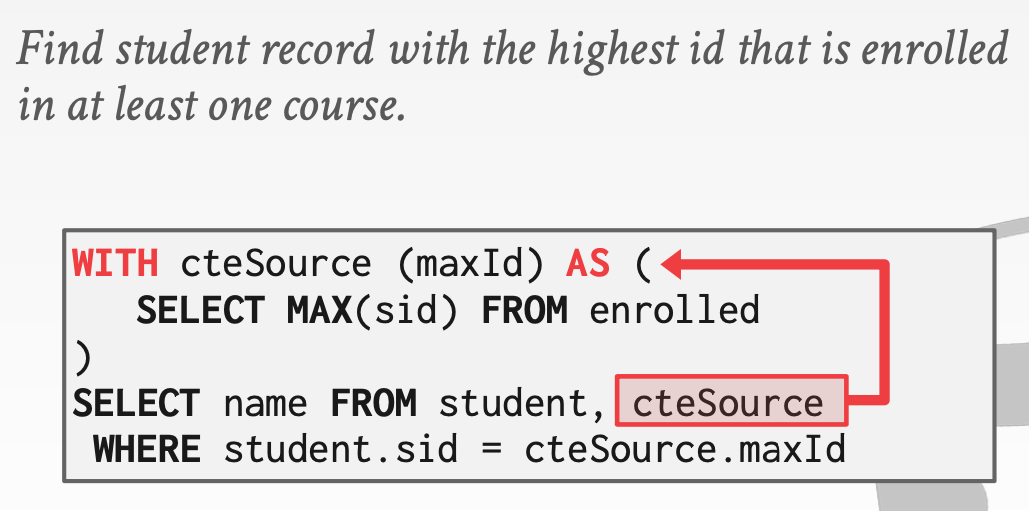 Find student record with the highest id that is enrolled
in at least one course.
WITH cteSource (maxId) AS (
SELECT MAX(sid) FROM enrolled
)
SELECT name FROM student, cteSource
WHERE student.sid = cteSource.maxId